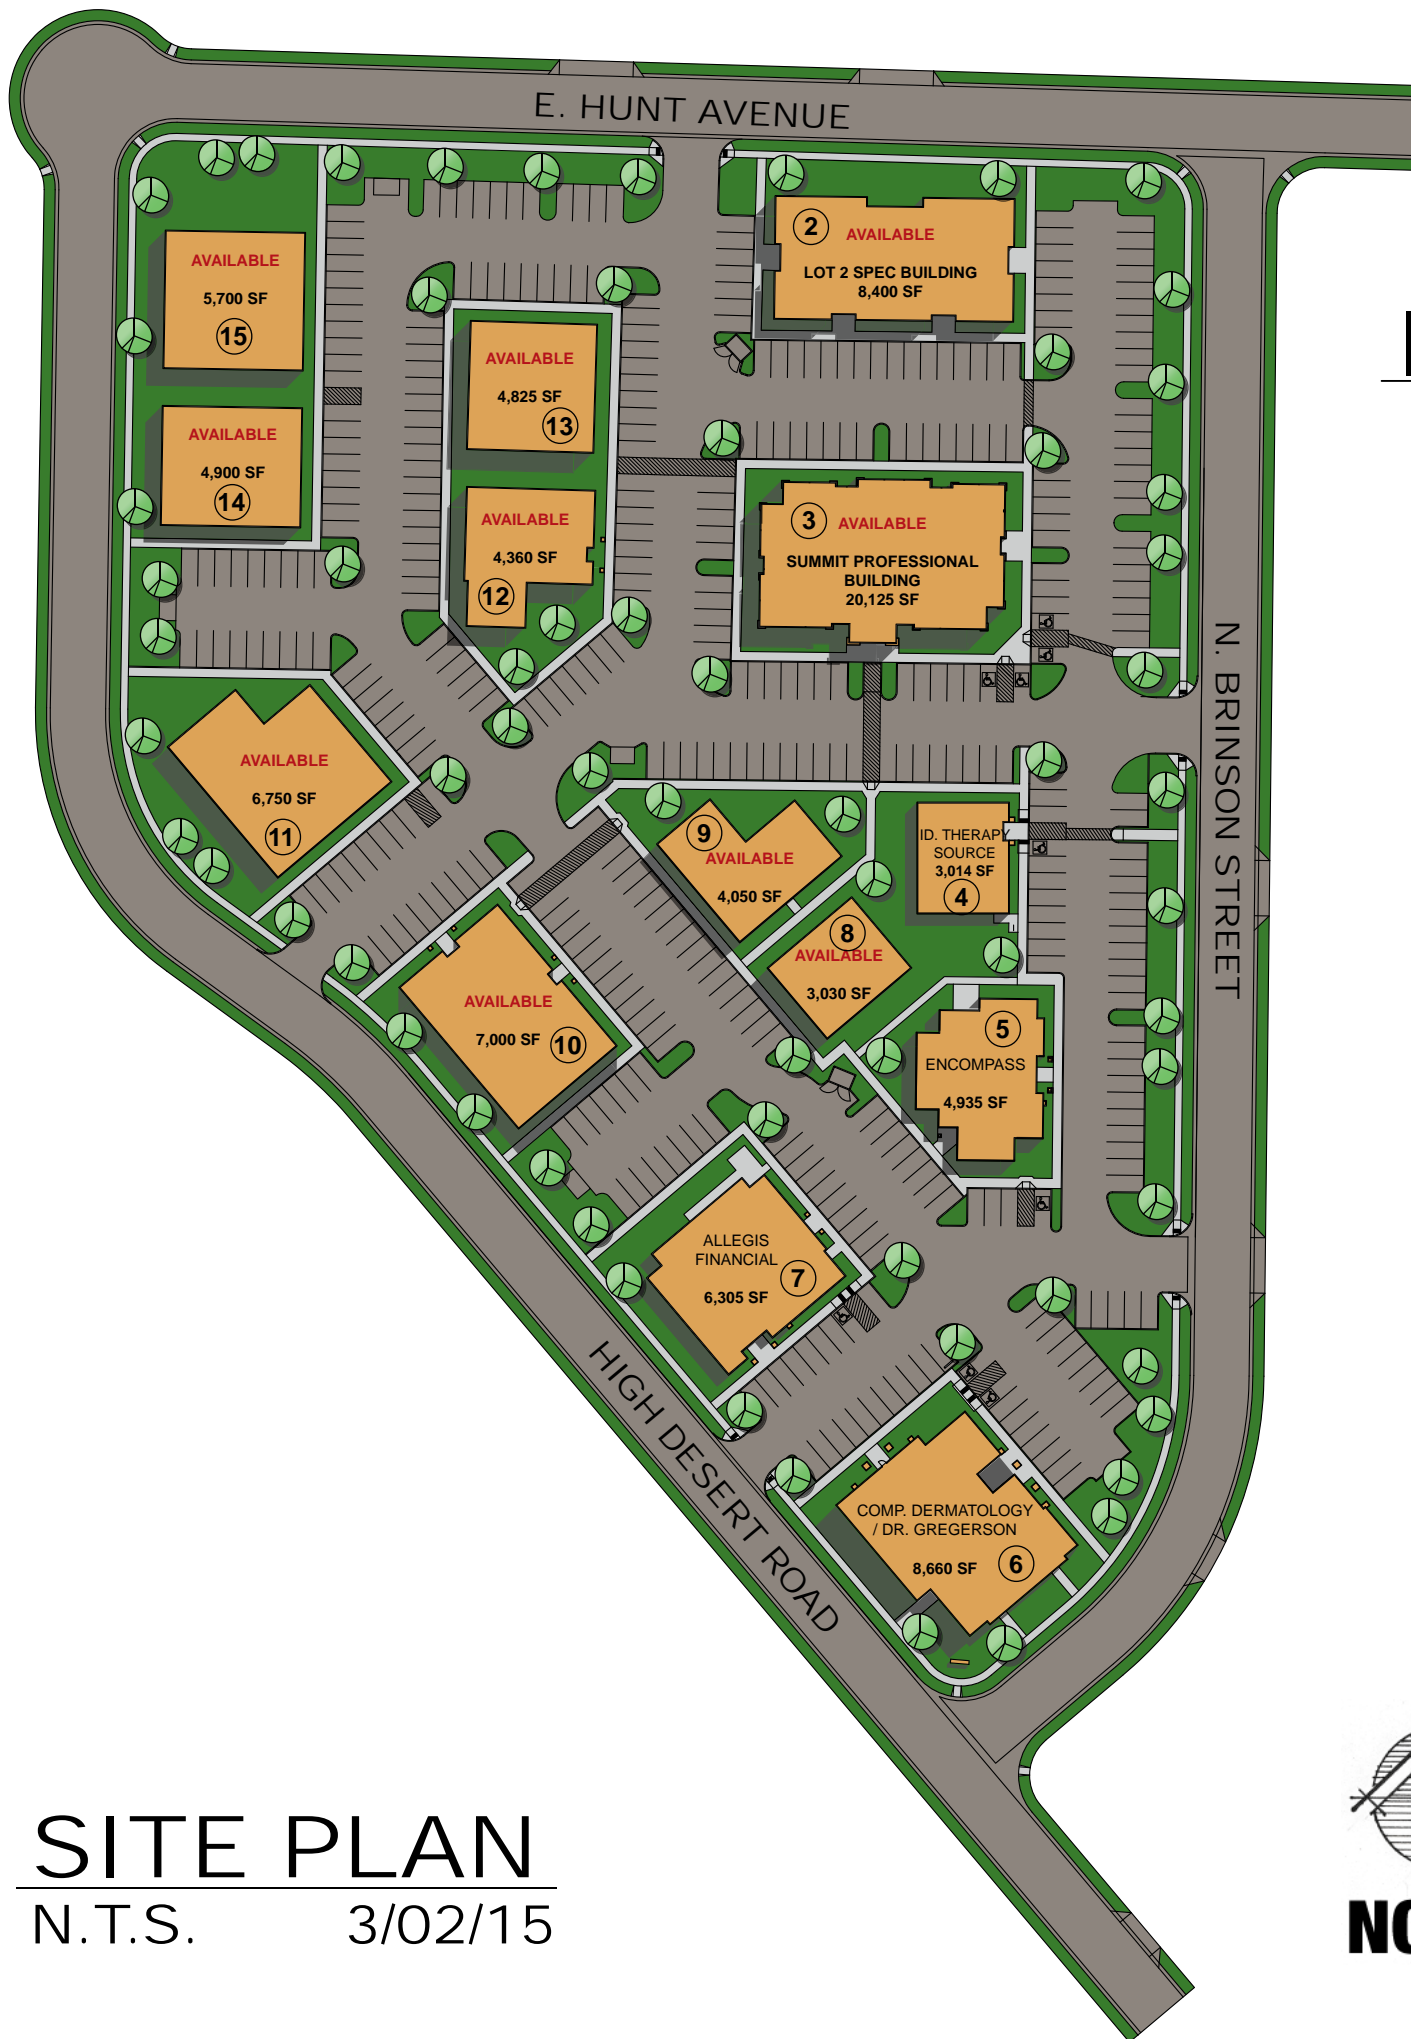 E. HUNT AVENUE
2
AVAILABLE
LOT 2 SPEC BUILDING
8,400 SF
AVAILABLE
5,700 SF
15
AVAILABLE
4,825 SF
13
AVAILABLE
4,900 SF
14
AVAILABLE
4,360 SF
12
3
AVAILABLE
SUMMIT PROFESSIONAL
BUILDING
20,125 SF
N. BRINSON STREET
AVAILABLE
6,750 SF
11
9
AVAILABLE
4,050 SF
ID. THERAPY
SOURCE
3,014 SF
4
8
AVAILABLE
3,030 SF
AVAILABLE
7,000 SF
10
5
ENCOMPASS
4,935 SF
ALLEGIS
FINANCIAL
7
6,305 SF
HIGH DESERT ROAD
COMP. DERMATOLOGY
/ DR. GREGERSON
8,660 SF
6
SITE PLAN
N.T.S. 3/02/15